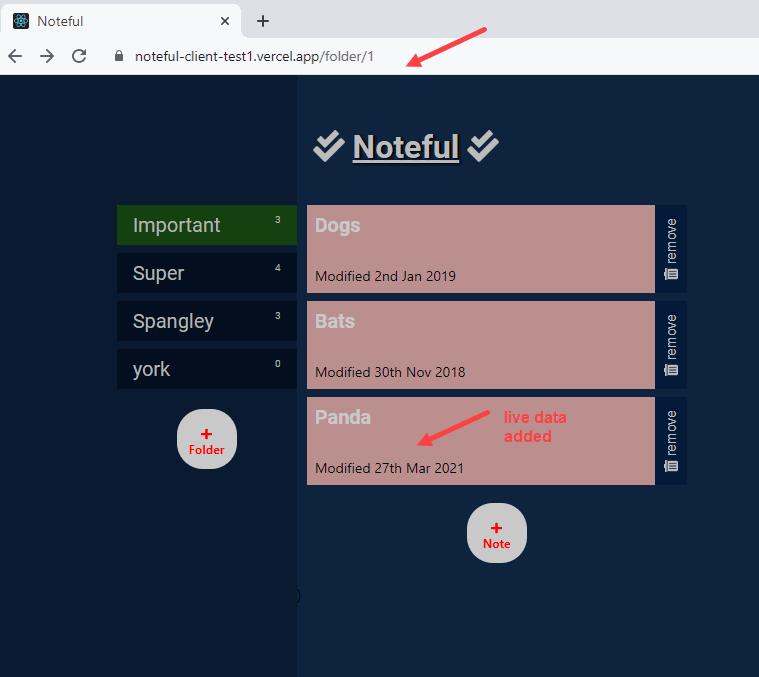 Noteful
noteful-client-test1.vercel.app/folder/1
Noteful
Important 3
Super 4
Spangley 3
york 0
+
Folder
Dogs
Modified 2nd Jan 2019
remove
Bats
Modified 30th Nov 2018
remove
Panda
Modified 27th Mar 2021
remove
live data
added
+
Note
)